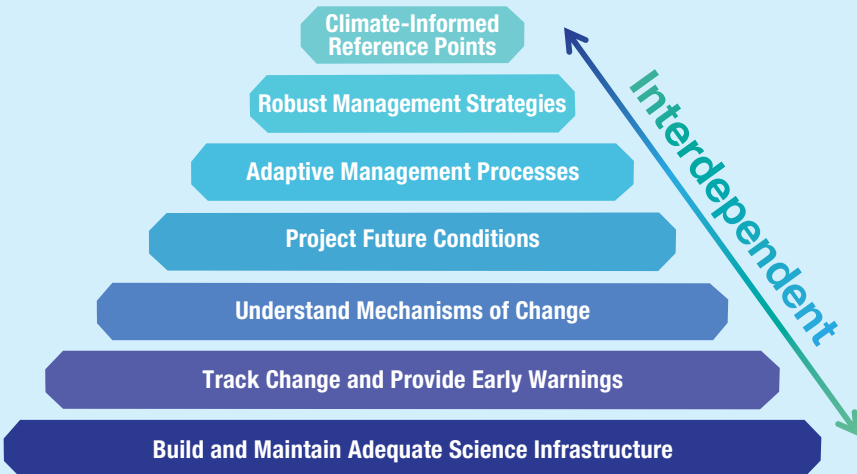 Climate-Informed
Reference Points
Robust Management Strategies
Adaptive Management Processes
Project Future Conditions
Understand Mechanisms of Change
Track Change and Provide Early Warnings
Build and Maintain Adequate Science Infrastructure
Interdependent